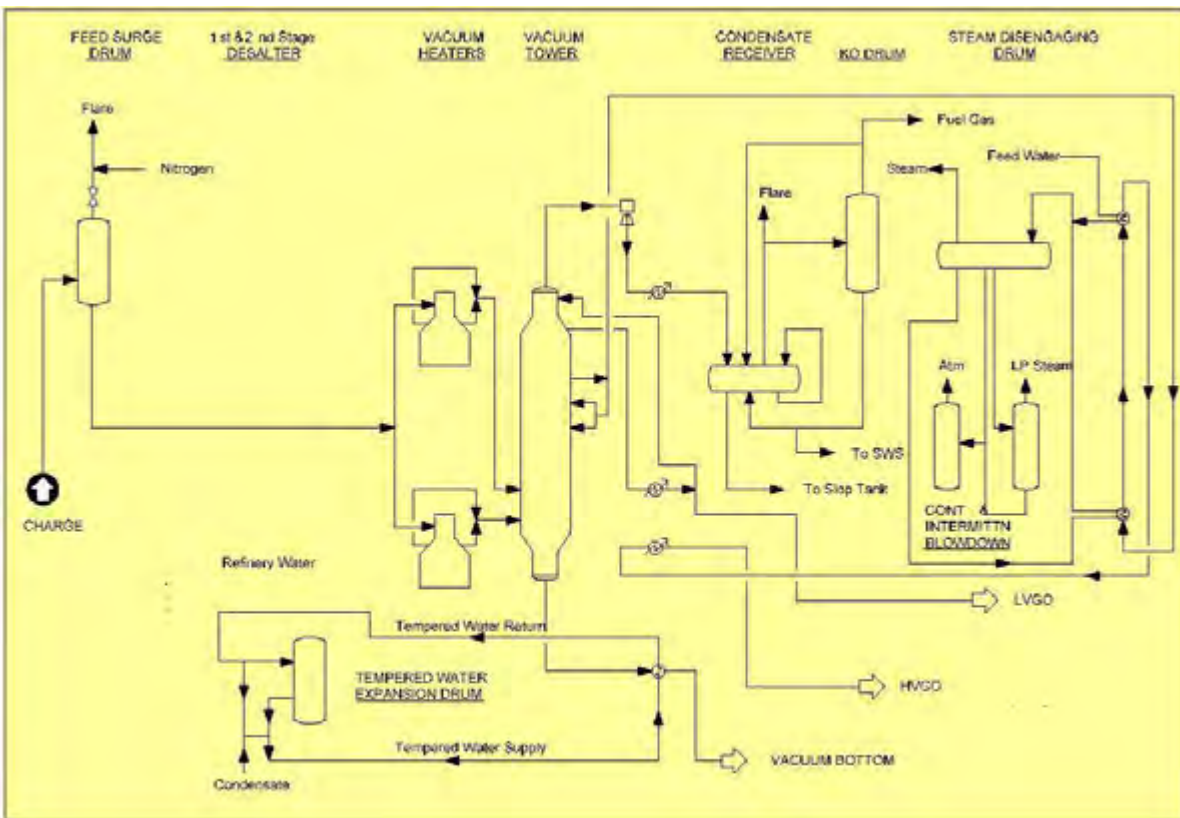 FEED SURGE
DRUM
1st & 2 nd Stage
DESALTER
VACUUM
HEATERS
VACUUM
TOWER
CONDENSATE
RECEIVER
KO DRUM
STEAM DISENGAGING
DRUM
Flare
Nitrogen
Fuel Gas
Feed Water
Steam
Flare
Atm
LP Steam
To SWS
To Slop Tank
CHARGE
CONT &
INTERMITTN
BLOWDOWN
Refinery Water
LVGO
Tempered Water Return
TEMPERED WATER
EXPANSION DRUM
HVGO
Tempered Water Supply
VACUUM BOTTOM
Condensate